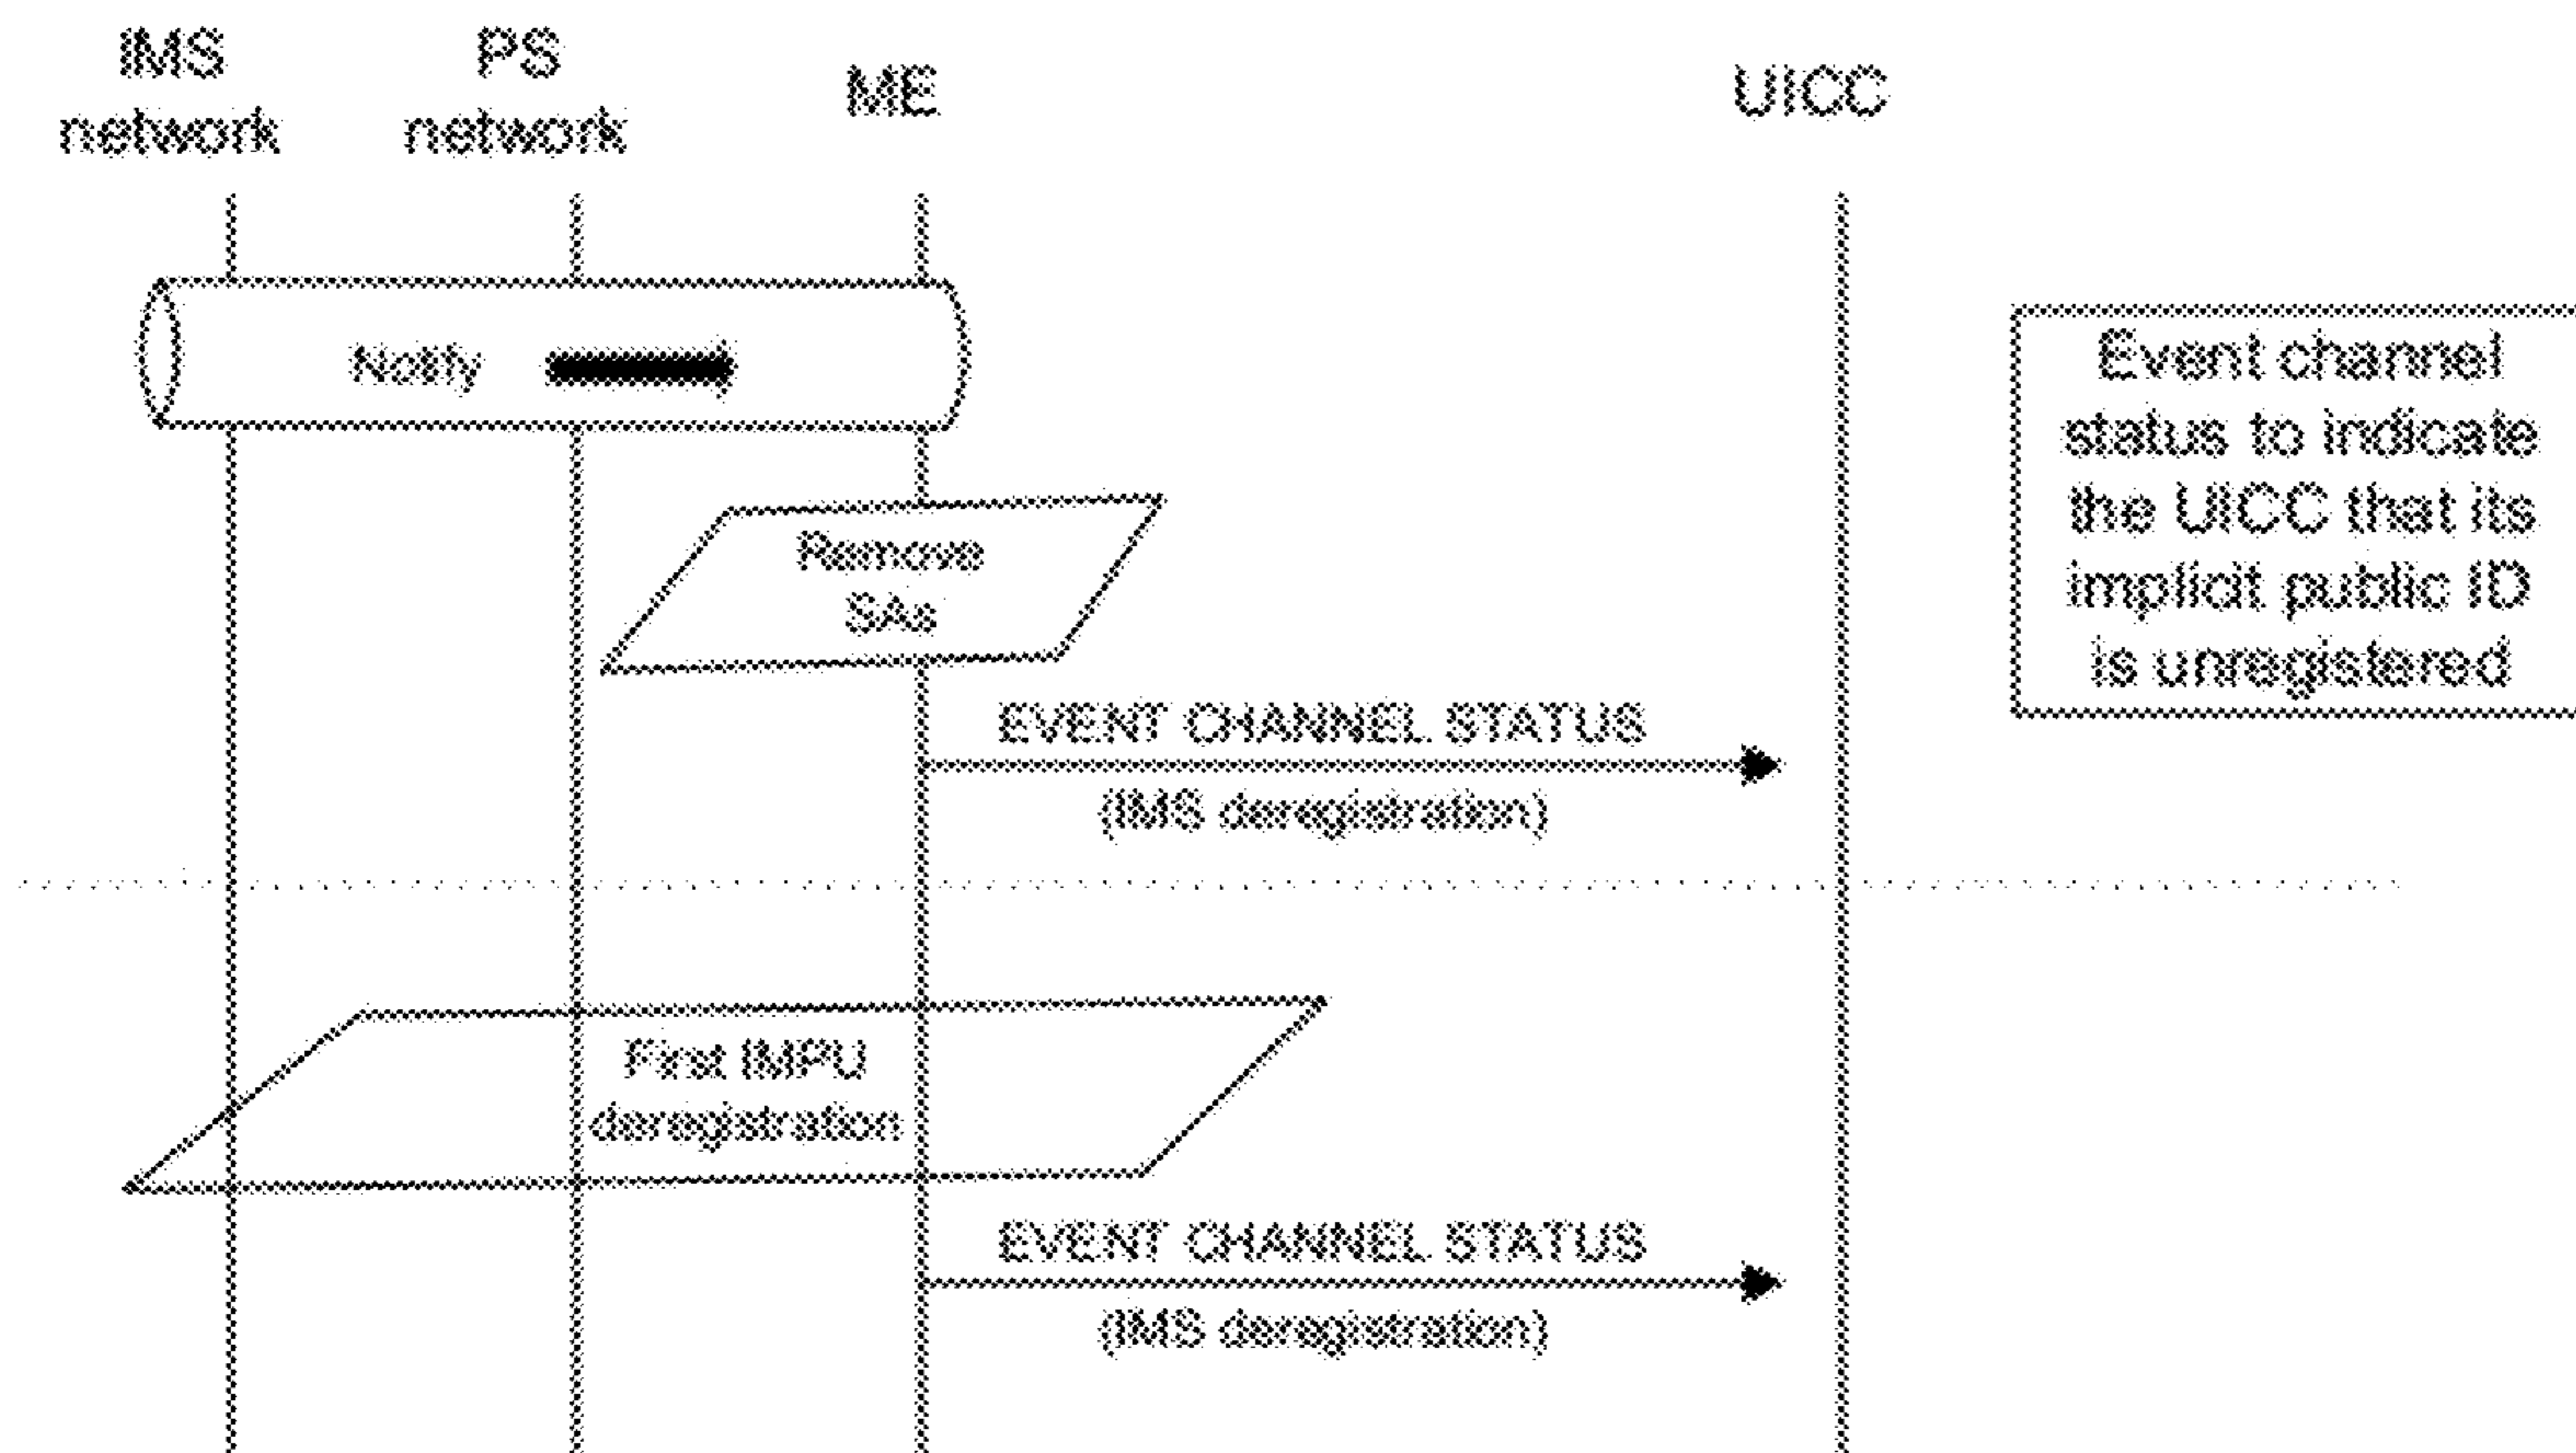 IMS
network
PS
network
ME
UICC
Notify
Event channel
status to indicate
the UICC that its
implicit public ID
is unregistered
Remove
SAs
EVENT CHANNEL STATUS
(IMS deregistration)
First IMPU
deregistration
EVENT CHANNEL STATUS
(IMS deregistration)